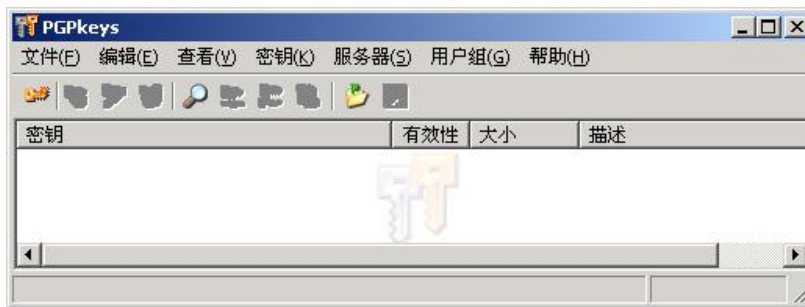 PGPkeys
文件(F) 编辑(E) 查看(V) 密钥(K) 服务器(S) 用户组(G) 帮助(H)
密钥 有效性 大小 描述